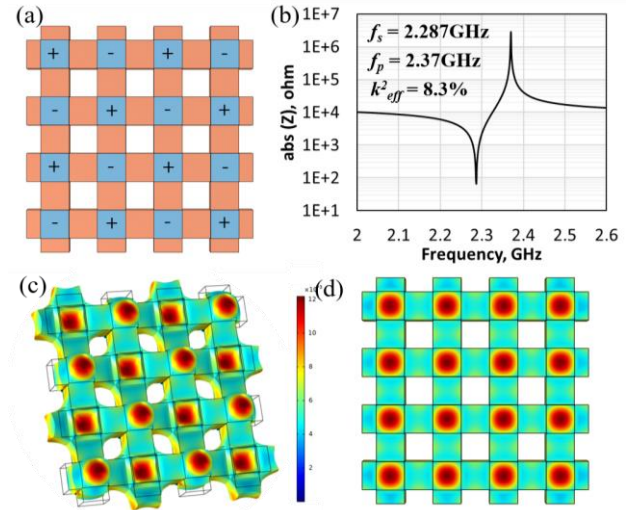 (a)
+ - + -
- + - +
+ - + -
- + - +
(b)
1E+7
1E+6
1E+5
1E+4
1E+3
1E+2
1E+1
abs (Z), ohm
fs = 2.287GHz
fp = 2.37GHz
k²eff = 8.3%
2 2.1 2.2 2.3 2.4 2.5 2.6
Frequency, GHz
(c)
12
10
8
6
4
2
(d)